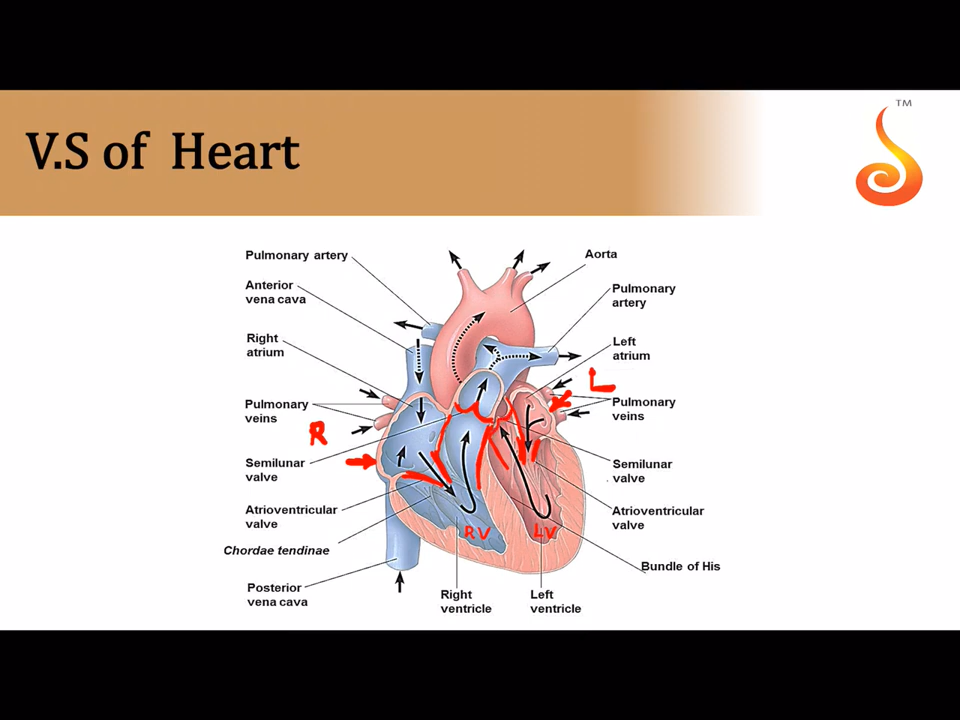 V.S of Heart
TM
Pulmonary artery
Anterior
vena cava
Right
atrium
Pulmonary
veins
R
Semilunar
valve
Atrioventricular
valve
Chordae tendinae
Posterior
vena cava
Right
ventricle
Left
ventricle
RV
LV
Aorta
Pulmonary
artery
Left
atrium
L
Pulmonary
veins
Semilunar
valve
Atrioventricular
valve
Bundle of His